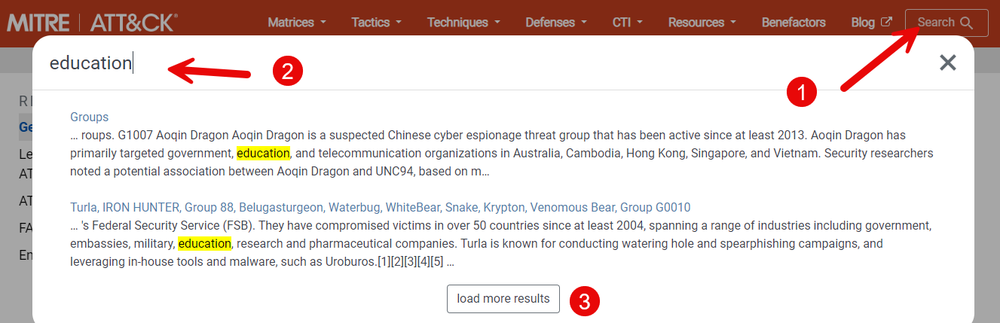 MITRE | ATT&CK®
Matrices Tactics Techniques Defenses CTI Resources Benefactors Blog Search
education
2
1
Groups
... roups. G1007 Aoqin Dragon Aoqin Dragon is a suspected Chinese cyber espionage threat group that has been active since at least 2013. Aoqin Dragon has
primarily targeted government, education, and telecommunication organizations in Australia, Cambodia, Hong Kong, Singapore, and Vietnam. Security researchers
noted a potential association between Aoqin Dragon and UNC94, based on m...
Turla, IRON HUNTER, Group 88, Belugasturgeon, Waterbug, WhiteBear, Snake, Krypton, Venomous Bear, Group G0010
... 's Federal Security Service (FSB). They have compromised victims in over 50 countries since at least 2004, spanning a range of industries including government,
embassies, military, education, research and pharmaceutical companies. Turla is known for conducting watering hole and spearphishing campaigns, and
leveraging in-house tools and malware, such as Uroburos.[1][2][3][4][5] ...
load more results
3
R
Ge
Le
AT
AT
FA
En